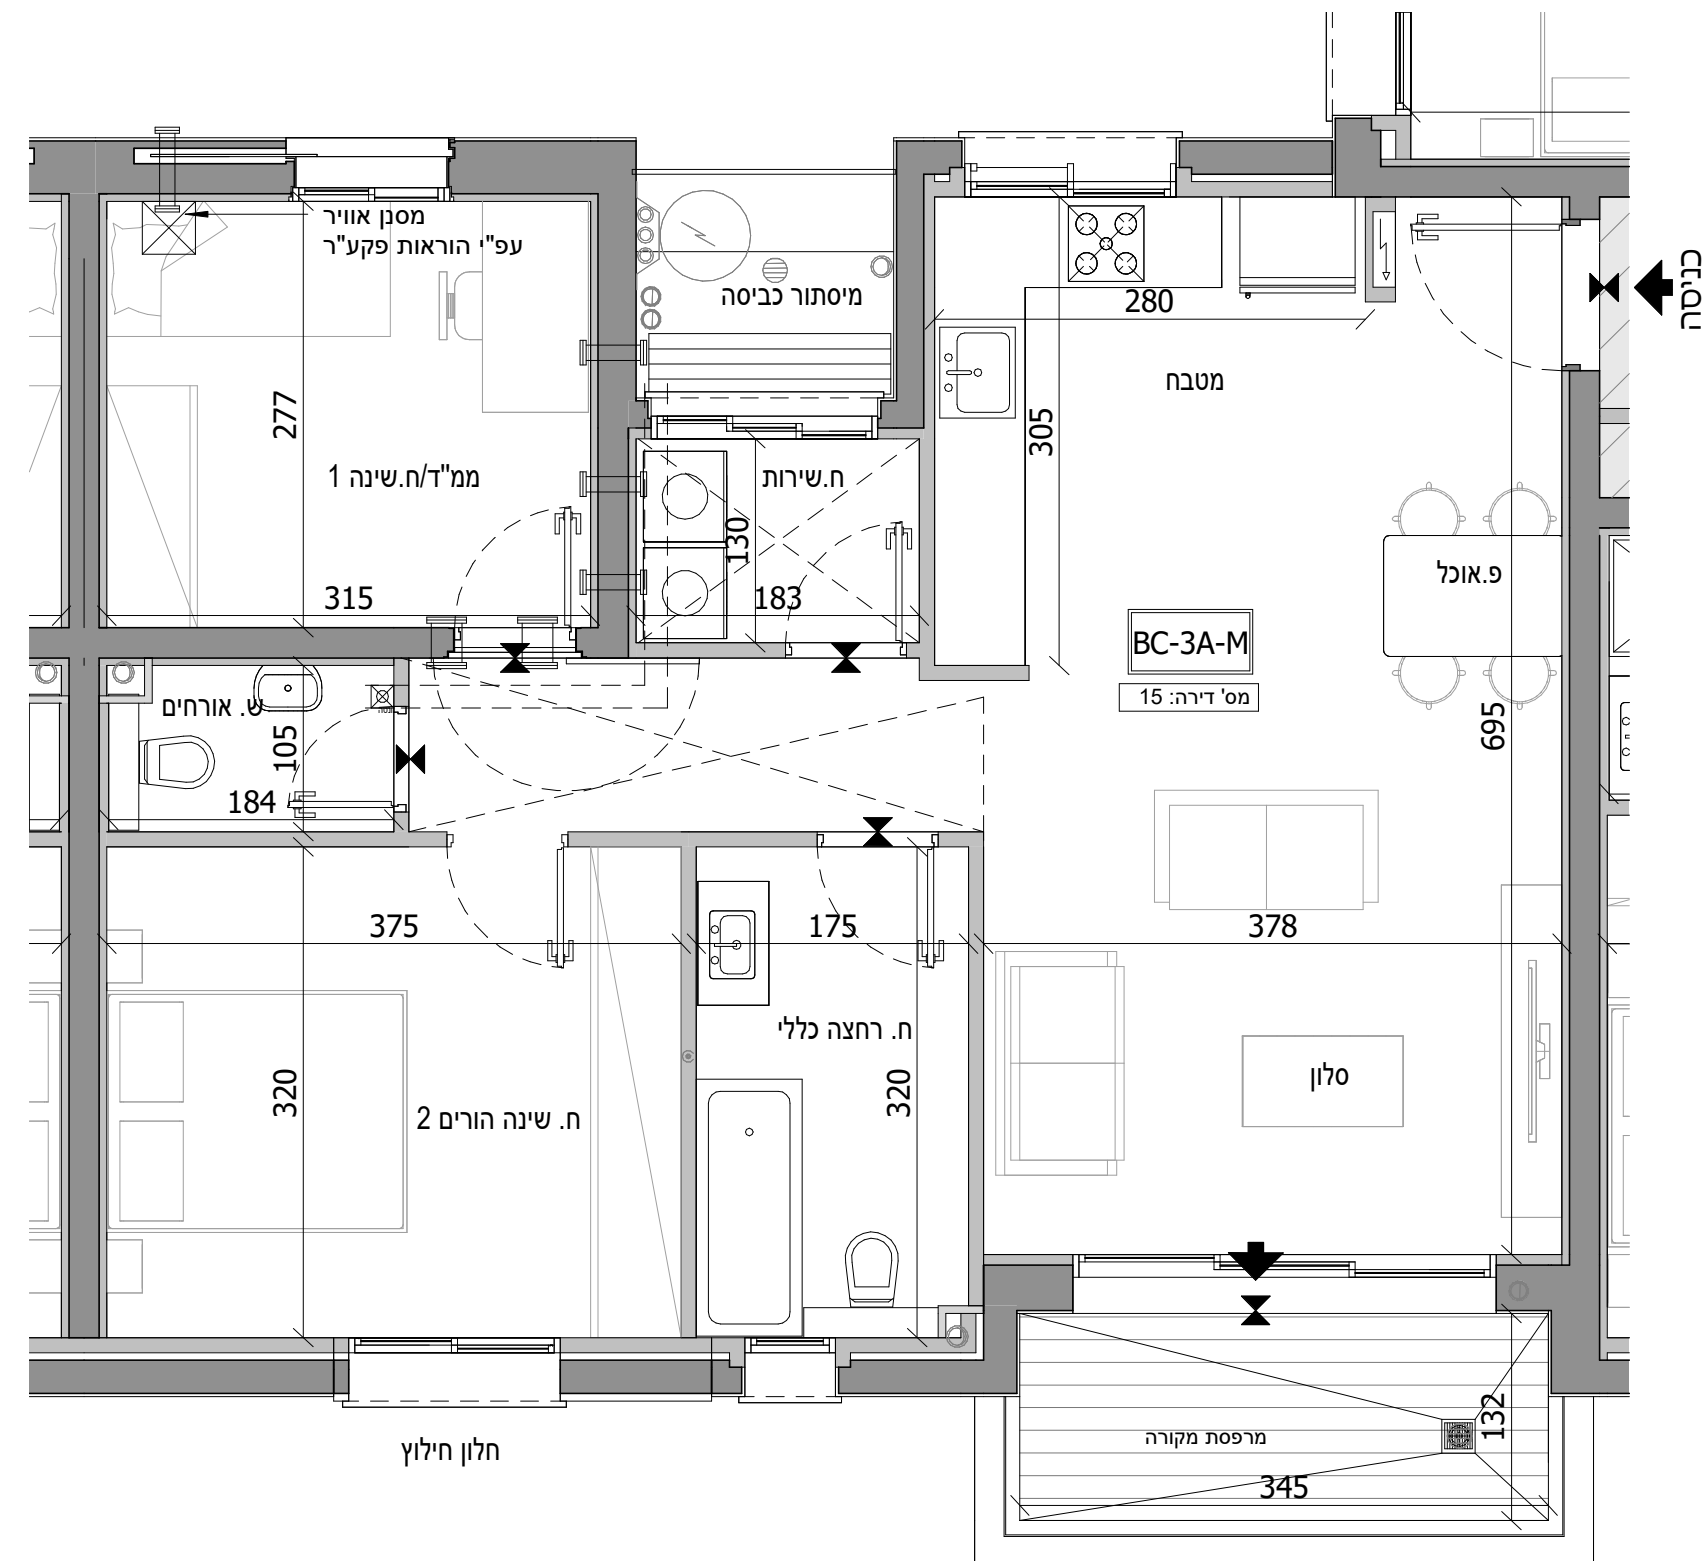 מסנן אוויר
עפ"י הוראות פקע"ר
מיסתור כביסה
280
כניסה
מטבח
277
305
ממ"ד/ח.שינה 1
ח.שירות
130
315
183
פ.אוכל
BC-3A-M
מס' דירה: 15
ש. אורחים
105
184
695
375
175
378
ח. רחצה כללי
320
320
ח. שינה הורים 2
סלון
132
מרפסת מקורה
345
חלון חילוץ